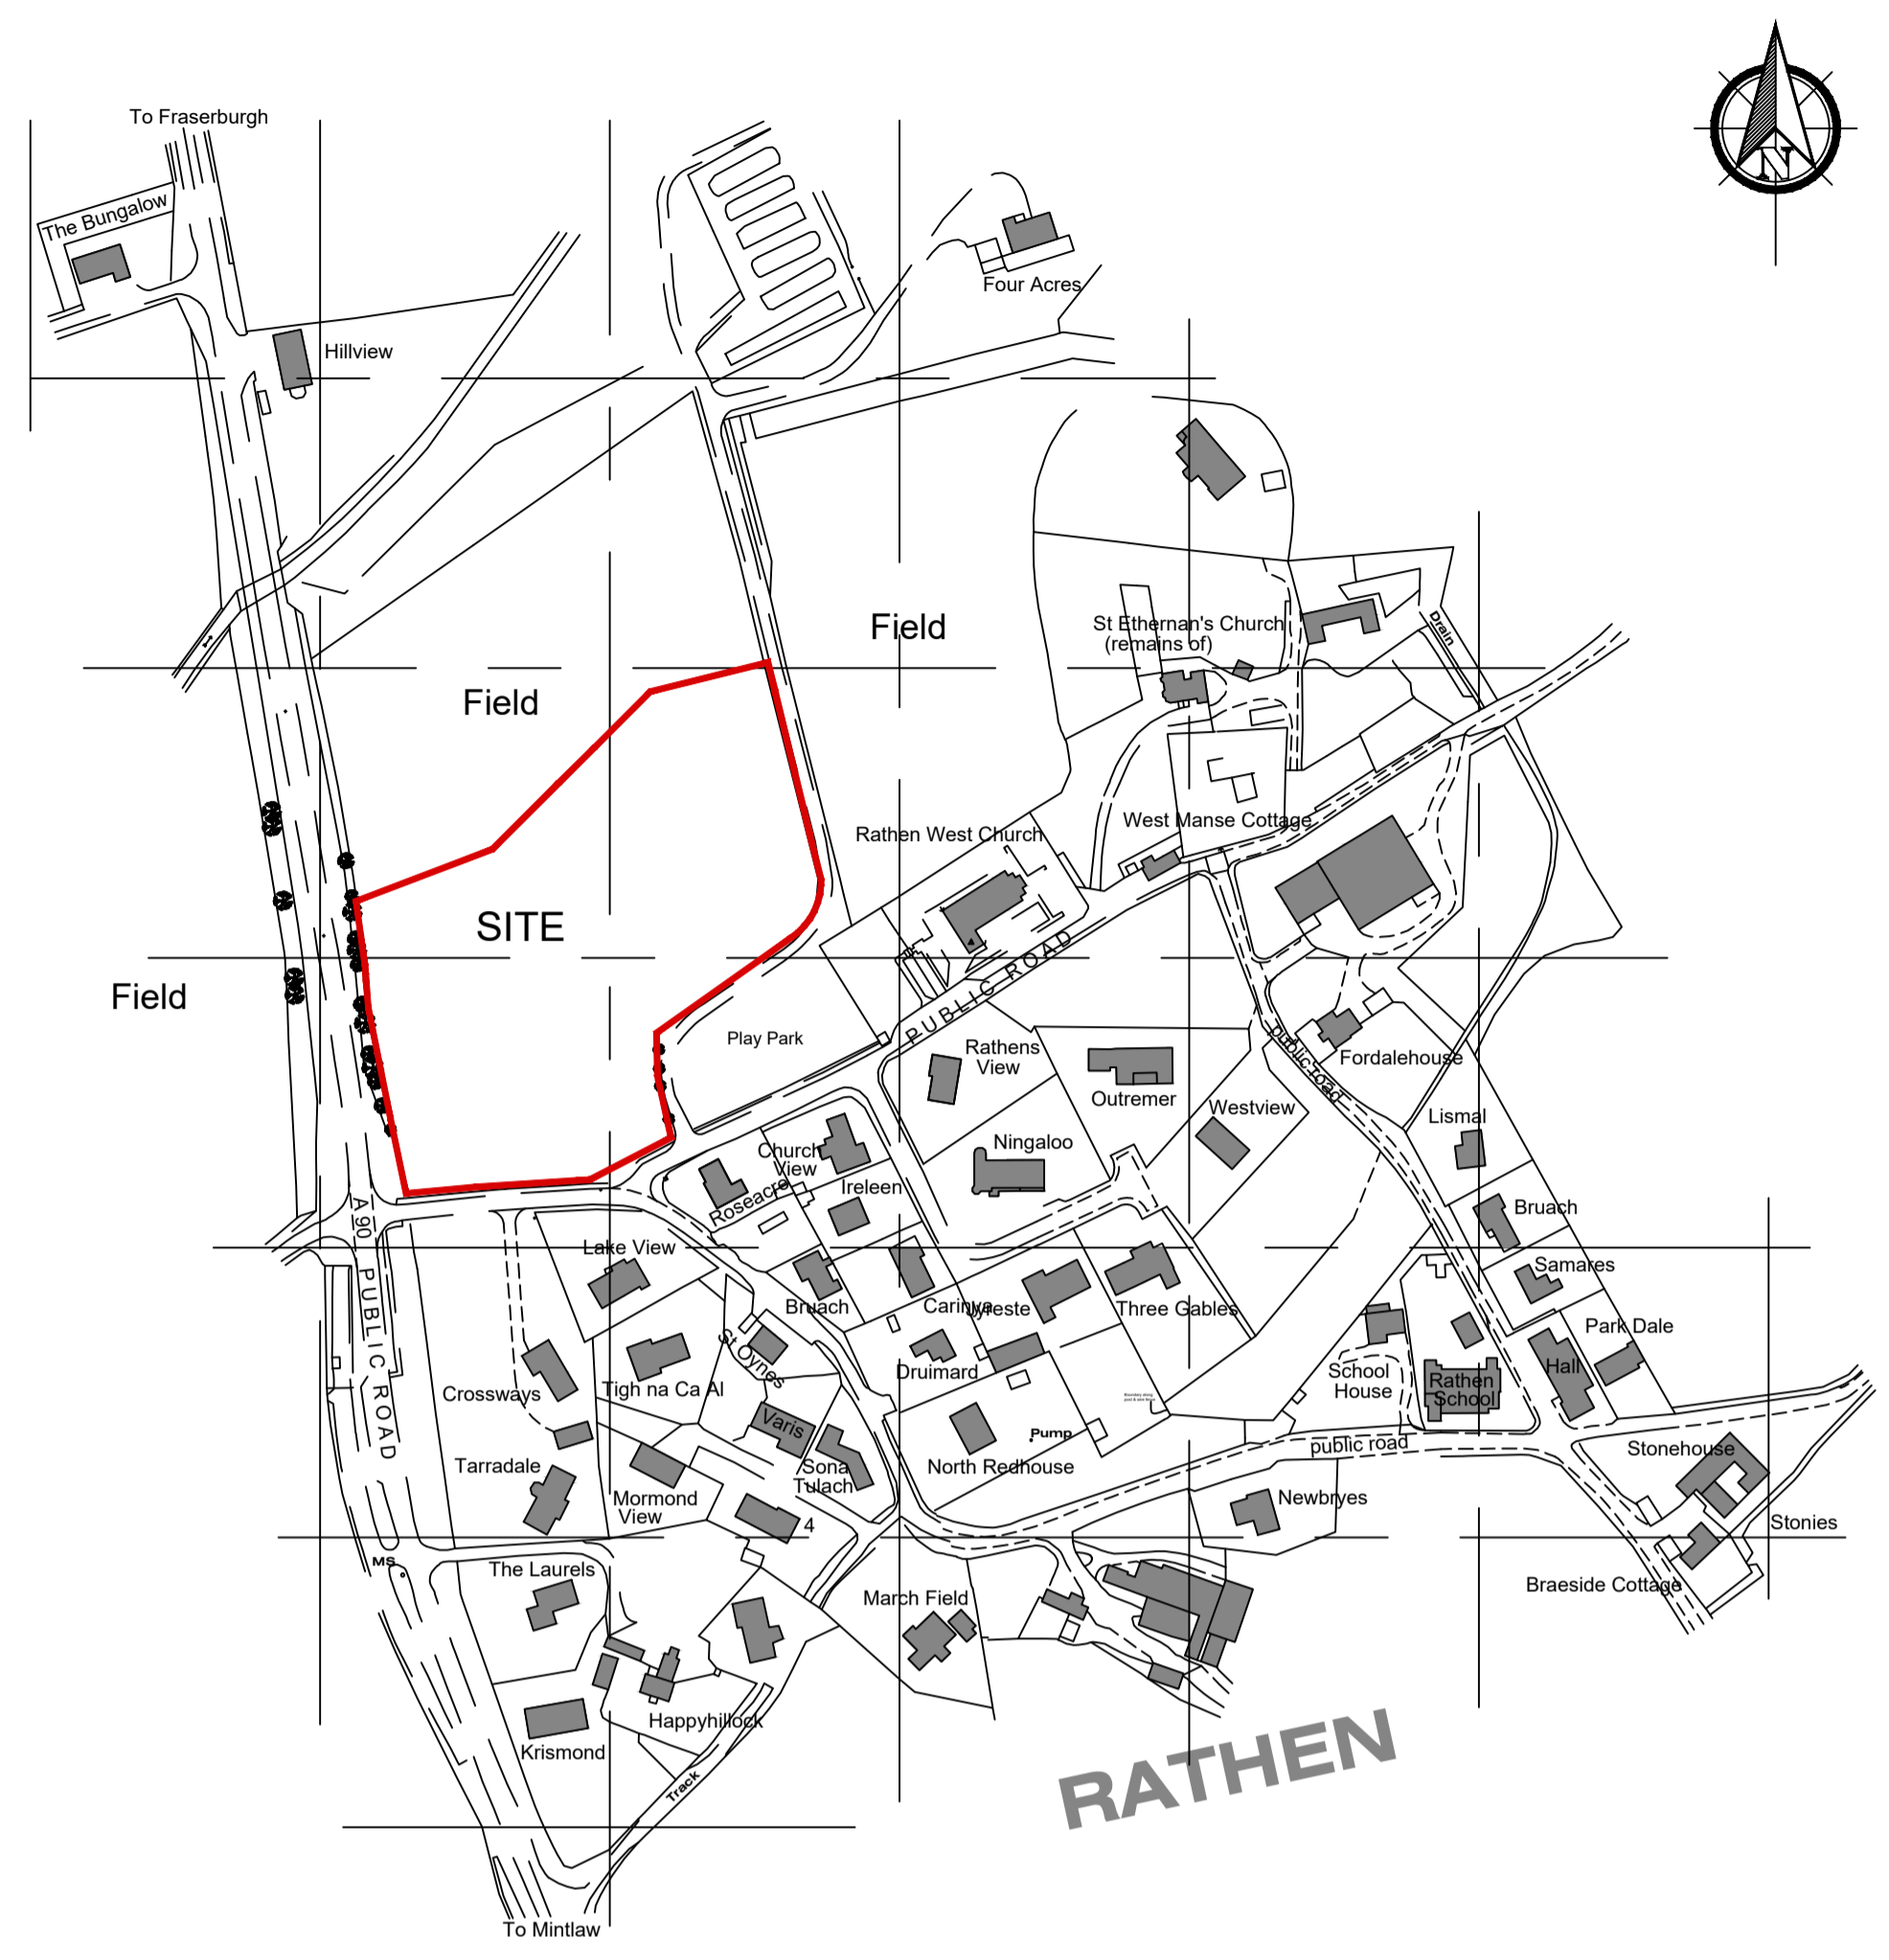 To Fraserburgh
N
The Bungalow
Four Acres
Hillview
Field
St Ethernan's Church
(remains of)
Drain
Field
West Manse Cottage
Rathen West Church
SITE
Field
PUBLIC ROAD
Play Park
Rathens
View
public road
Fordalehouse
Outremer
Westview
Lismal
Ningaloo
Church
View
Ireleen
Roseacre
Bruach
A90 PUBLIC ROAD
Lake View
Samares
Bruach
Carinya
Jyreste
Three Gables
Park Dale
St Oynes
Druimard
School
House
Hall
Rathen
School
Crossways
Tigh na Ca Al
Varis
Pump
public road
Stonehouse
Tarradale
Sona
Tulach
North Redhouse
Mormond
View
Newbryes
4
Stonies
MS
The Laurels
Braeside Cottage
March Field
Happyhillock
Krismond
RATHEN
Track
To Mintlaw